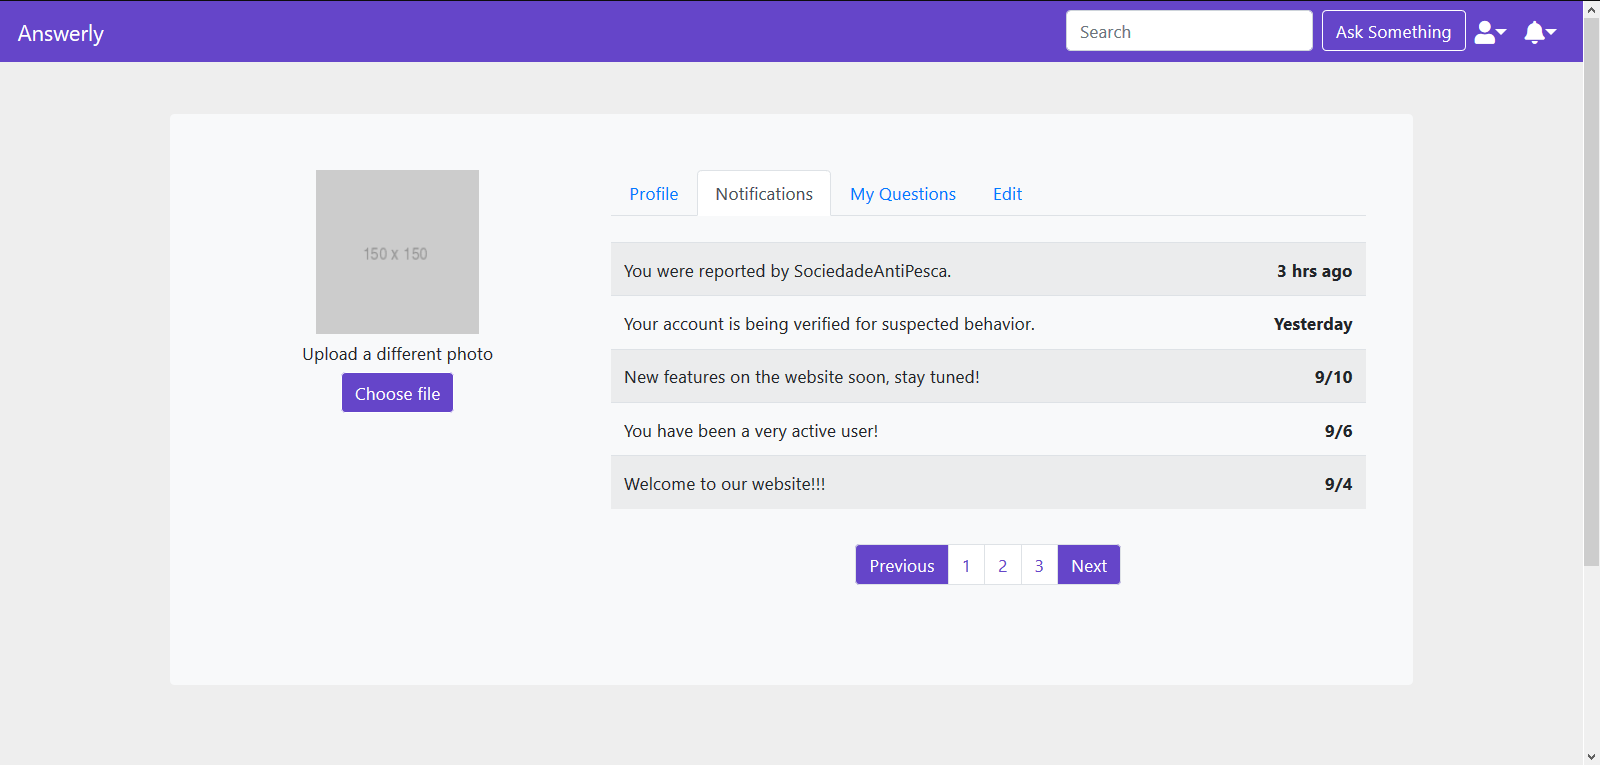 Answerly
Search
Ask Something
150 x 150
Upload a different photo
Choose file
Profile Notifications My Questions Edit
You were reported by SociedadeAntiPesca. 3 hrs ago
Your account is being verified for suspected behavior. Yesterday
New features on the website soon, stay tuned! 9/10
You have been a very active user! 9/6
Welcome to our website!!! 9/4
Previous 1 2 3 Next